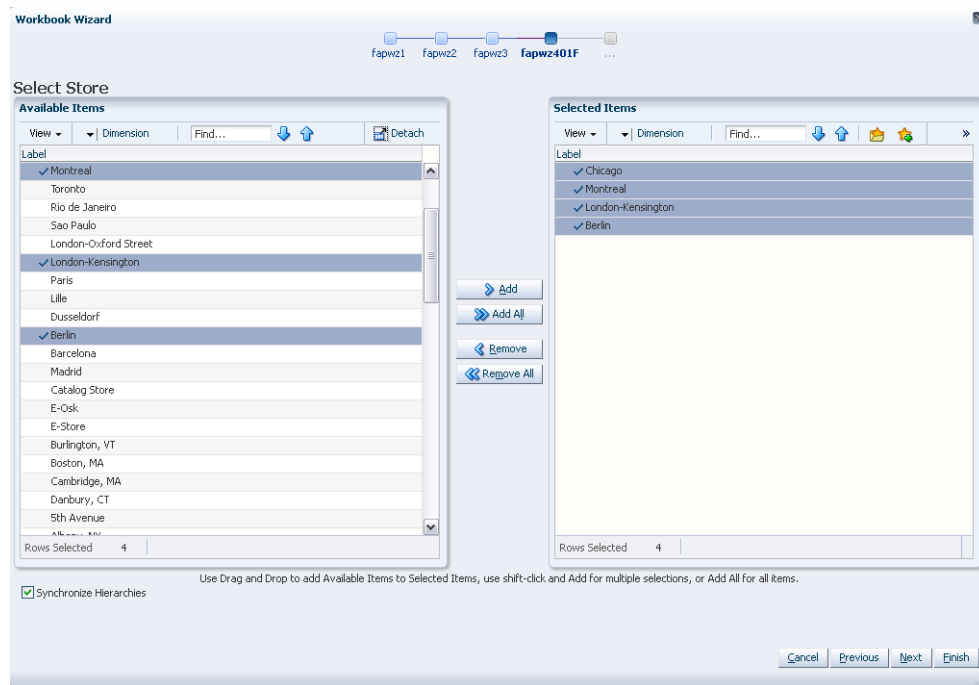 Workbook Wizard
fapwz1 fapwz2 fapwz3 fapwz401F ...
Select Store
Available Items
View Dimension Find... Detach
Label
Montreal
Toronto
Rio de Janeiro
Sao Paulo
London-Oxford Street
London-Kensington
Paris
Lille
Dusseldorf
Berlin
Barcelona
Madrid
Catalog Store
E-Osk
E-Store
Burlington, VT
Boston, MA
Cambridge, MA
Danbury, CT
5th Avenue
Rows Selected 4
Add
Add All
Remove
Remove All
Selected Items
View Dimension Find... »
Label
Chicago
Montreal
London-Kensington
Berlin
Rows Selected 4
Use Drag and Drop to add Available Items to Selected Items, use shift-click and Add for multiple selections, or Add All for all items.
Synchronize Hierarchies
Cancel Previous Next Finish